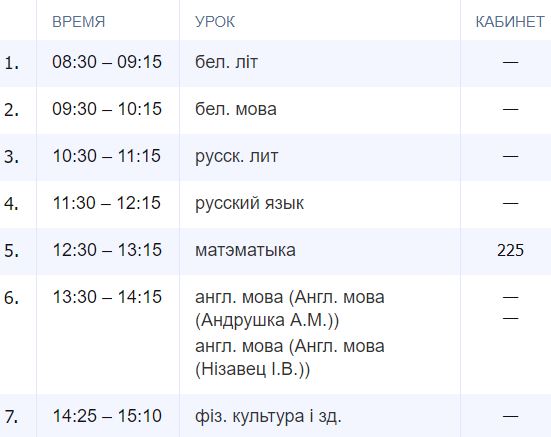 ВРЕМЯ УРОК КАБИНЕТ
1. 08:30 – 09:15 бел. літ —
2. 09:30 – 10:15 бел. мова —
3. 10:30 – 11:15 русск. лит —
4. 11:30 – 12:15 русский язык —
5. 12:30 – 13:15 матэматыка 225
6. 13:30 – 14:15 англ. мова (Англ. мова —
(Андрушка А.М.)) —
англ. мова (Англ. мова
(Нізавец І.В.))
7. 14:25 – 15:10 фіз. культура і зд. —